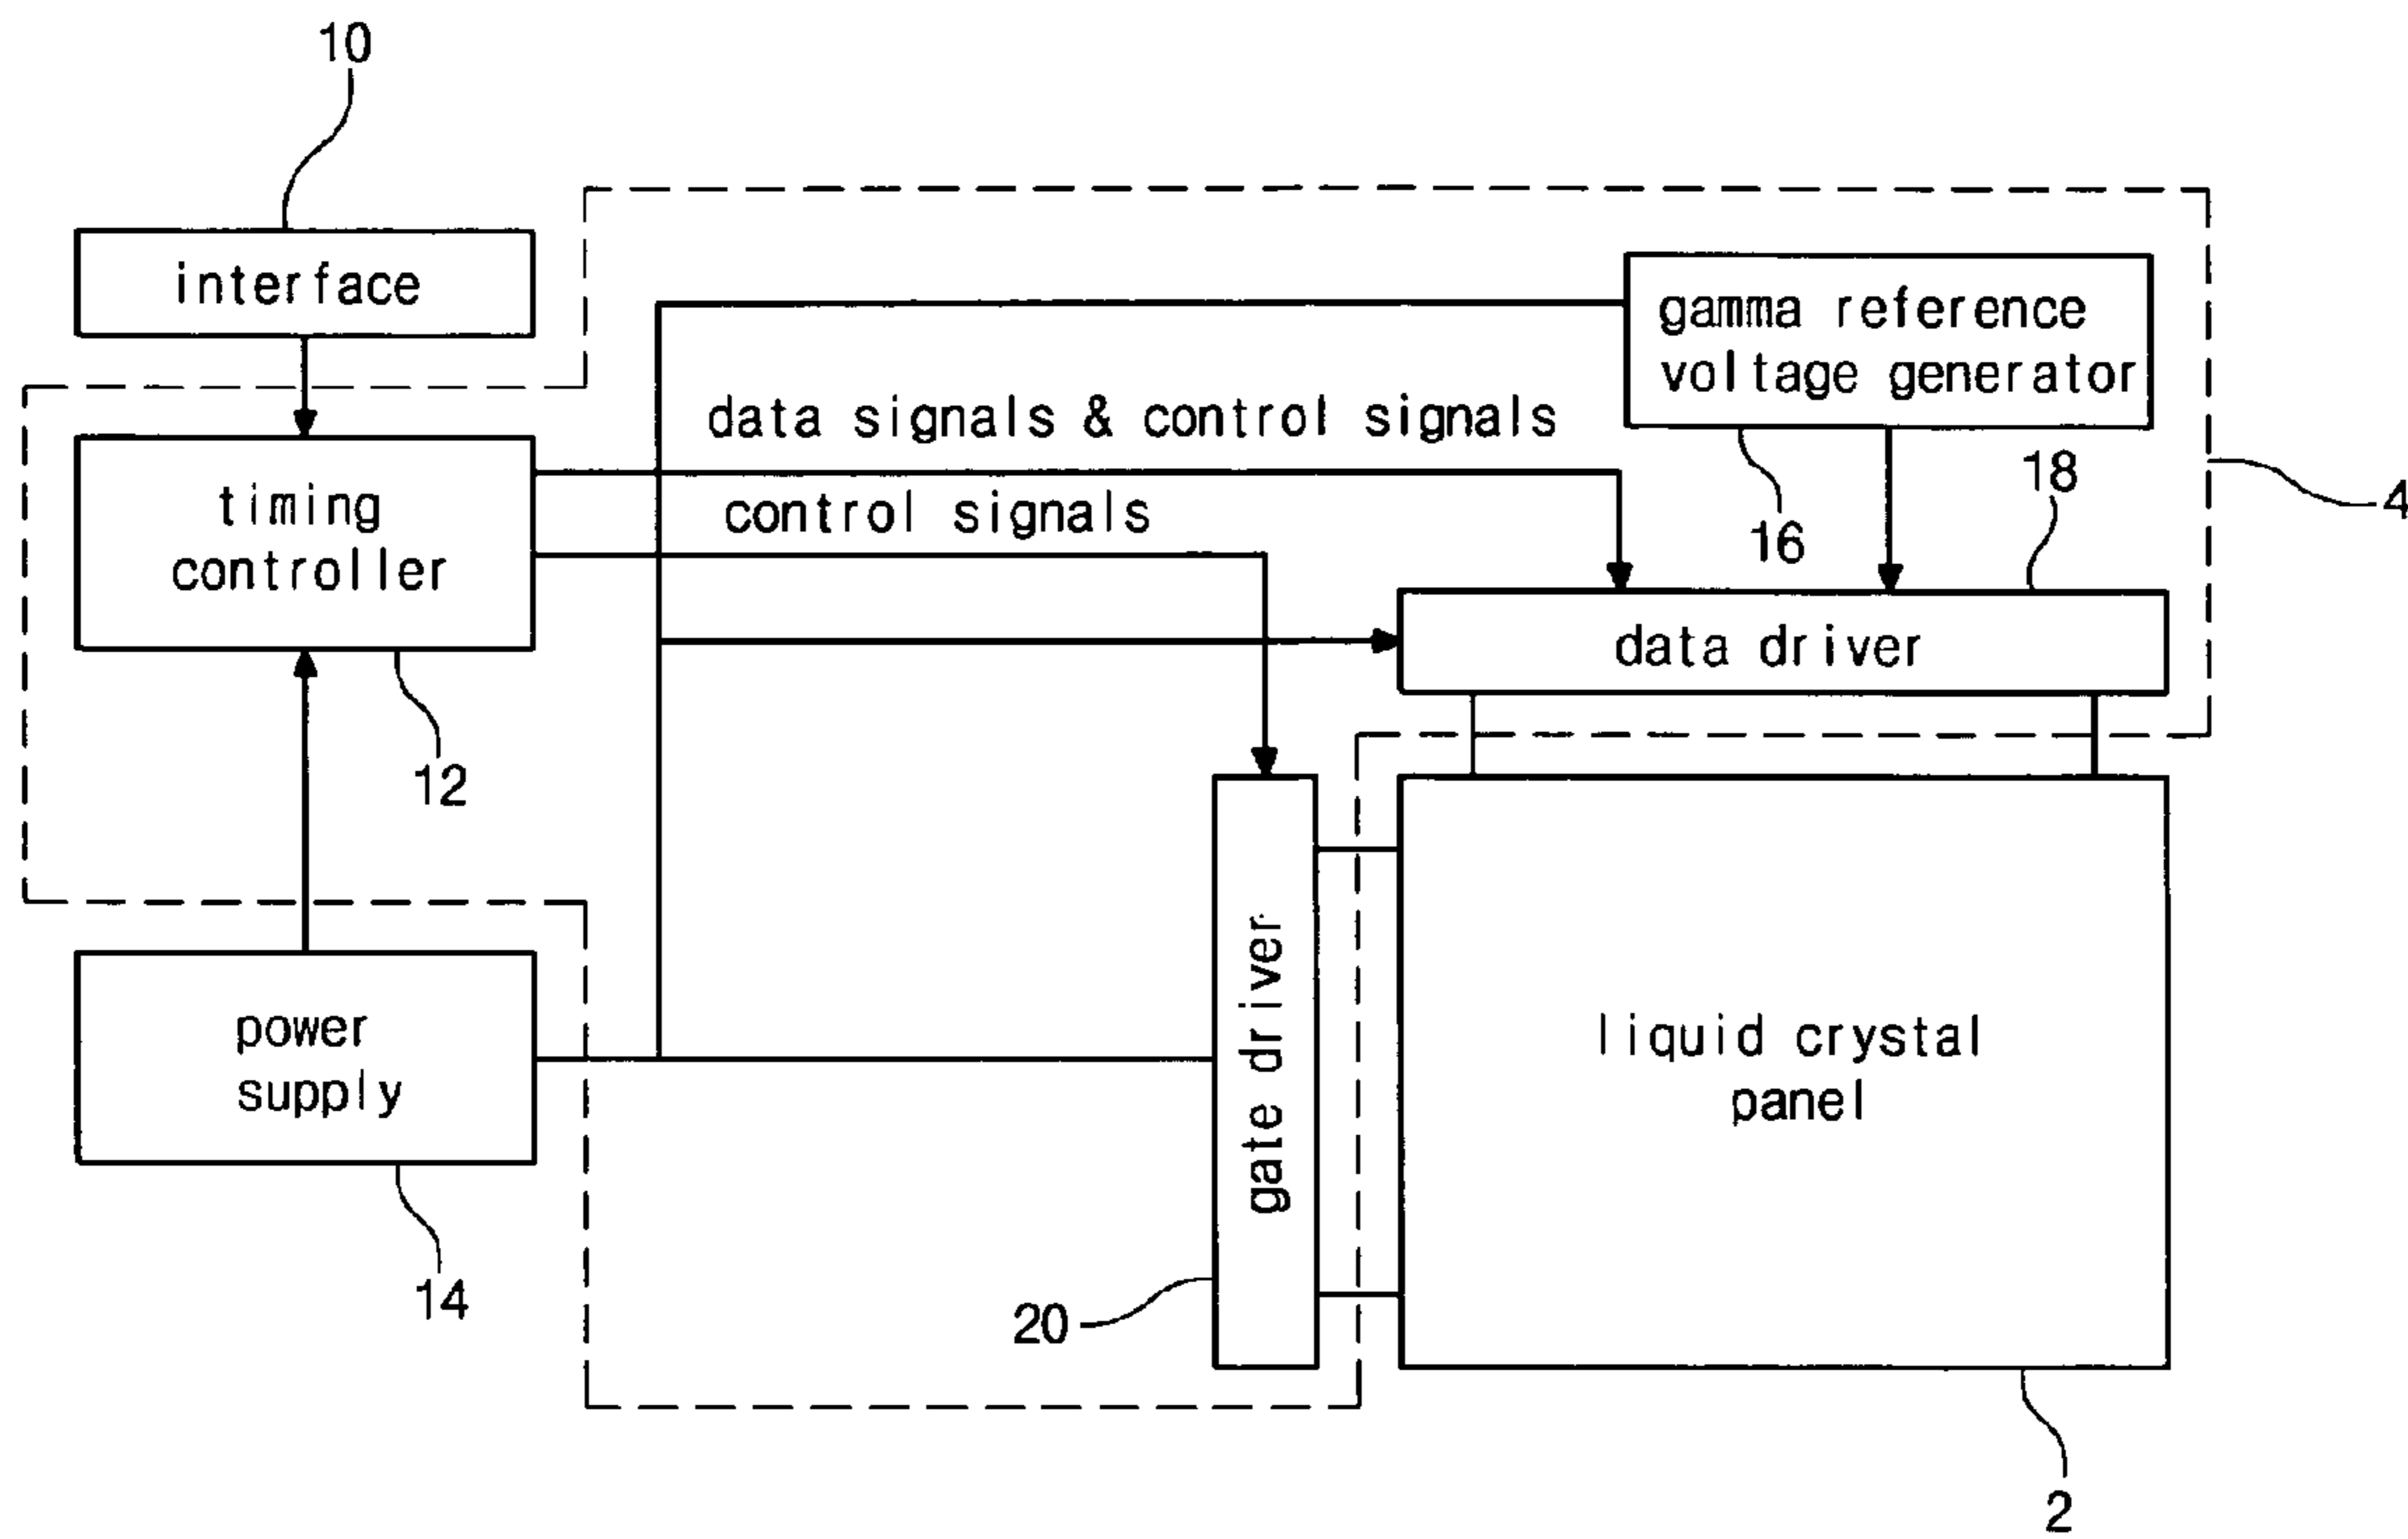 10
interface
gamma reference
voltage generator
data signals & control signals
timing
controller
control signals
18
4
16
data driver
12
gate driver
power
supply
liquid crystal
panel
14
20
2